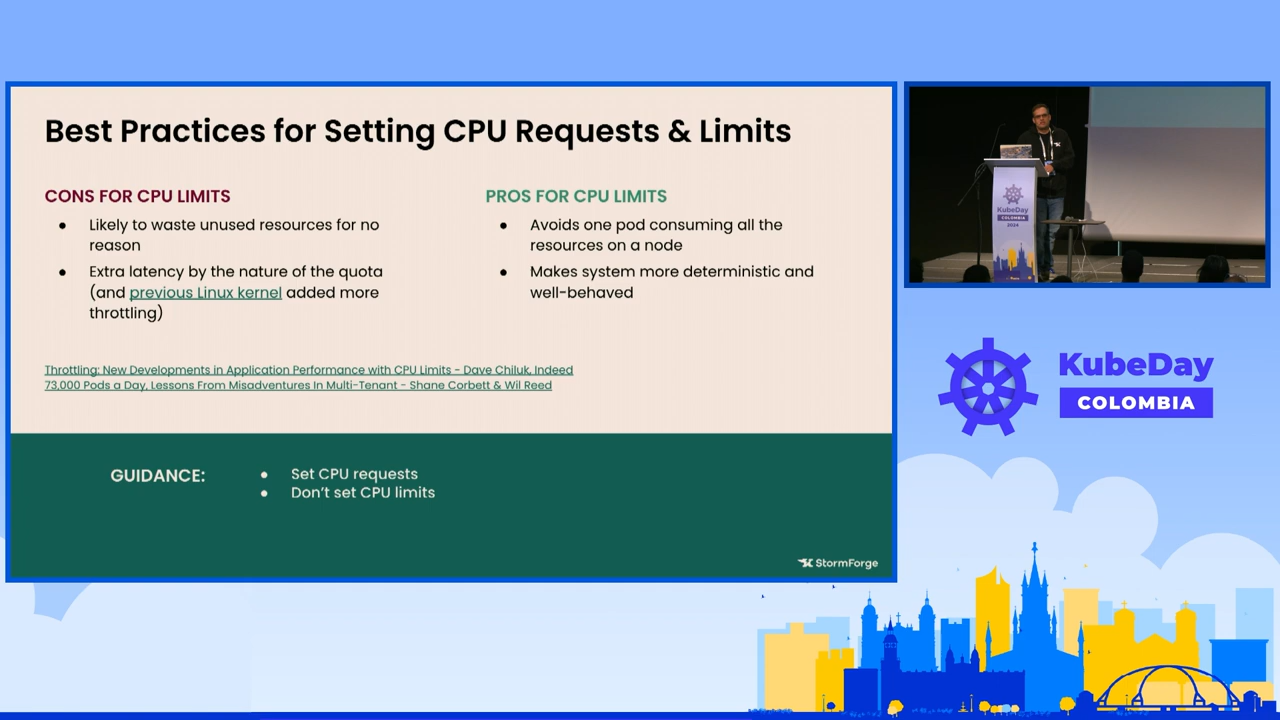 Best Practices for Setting CPU Requests & Limits
CONS FOR CPU LIMITS
● Likely to waste unused resources for no
reason
● Extra latency by the nature of the quota
(and previous Linux kernel added more
throttling)
PROS FOR CPU LIMITS
● Avoids one pod consuming all the
resources on a node
● Makes system more deterministic and
well-behaved
Throttling: New Developments in Application Performance with CPU Limits - Dave Chiluk, Indeed
73,000 Pods a Day, Lessons From Misadventures In Multi-Tenant - Shane Corbett & Wil Reed
GUIDANCE:
● Set CPU requests
● Don't set CPU limits
StormForge
KubeDay
COLOMBIA
2024
KubeDay
COLOMBIA